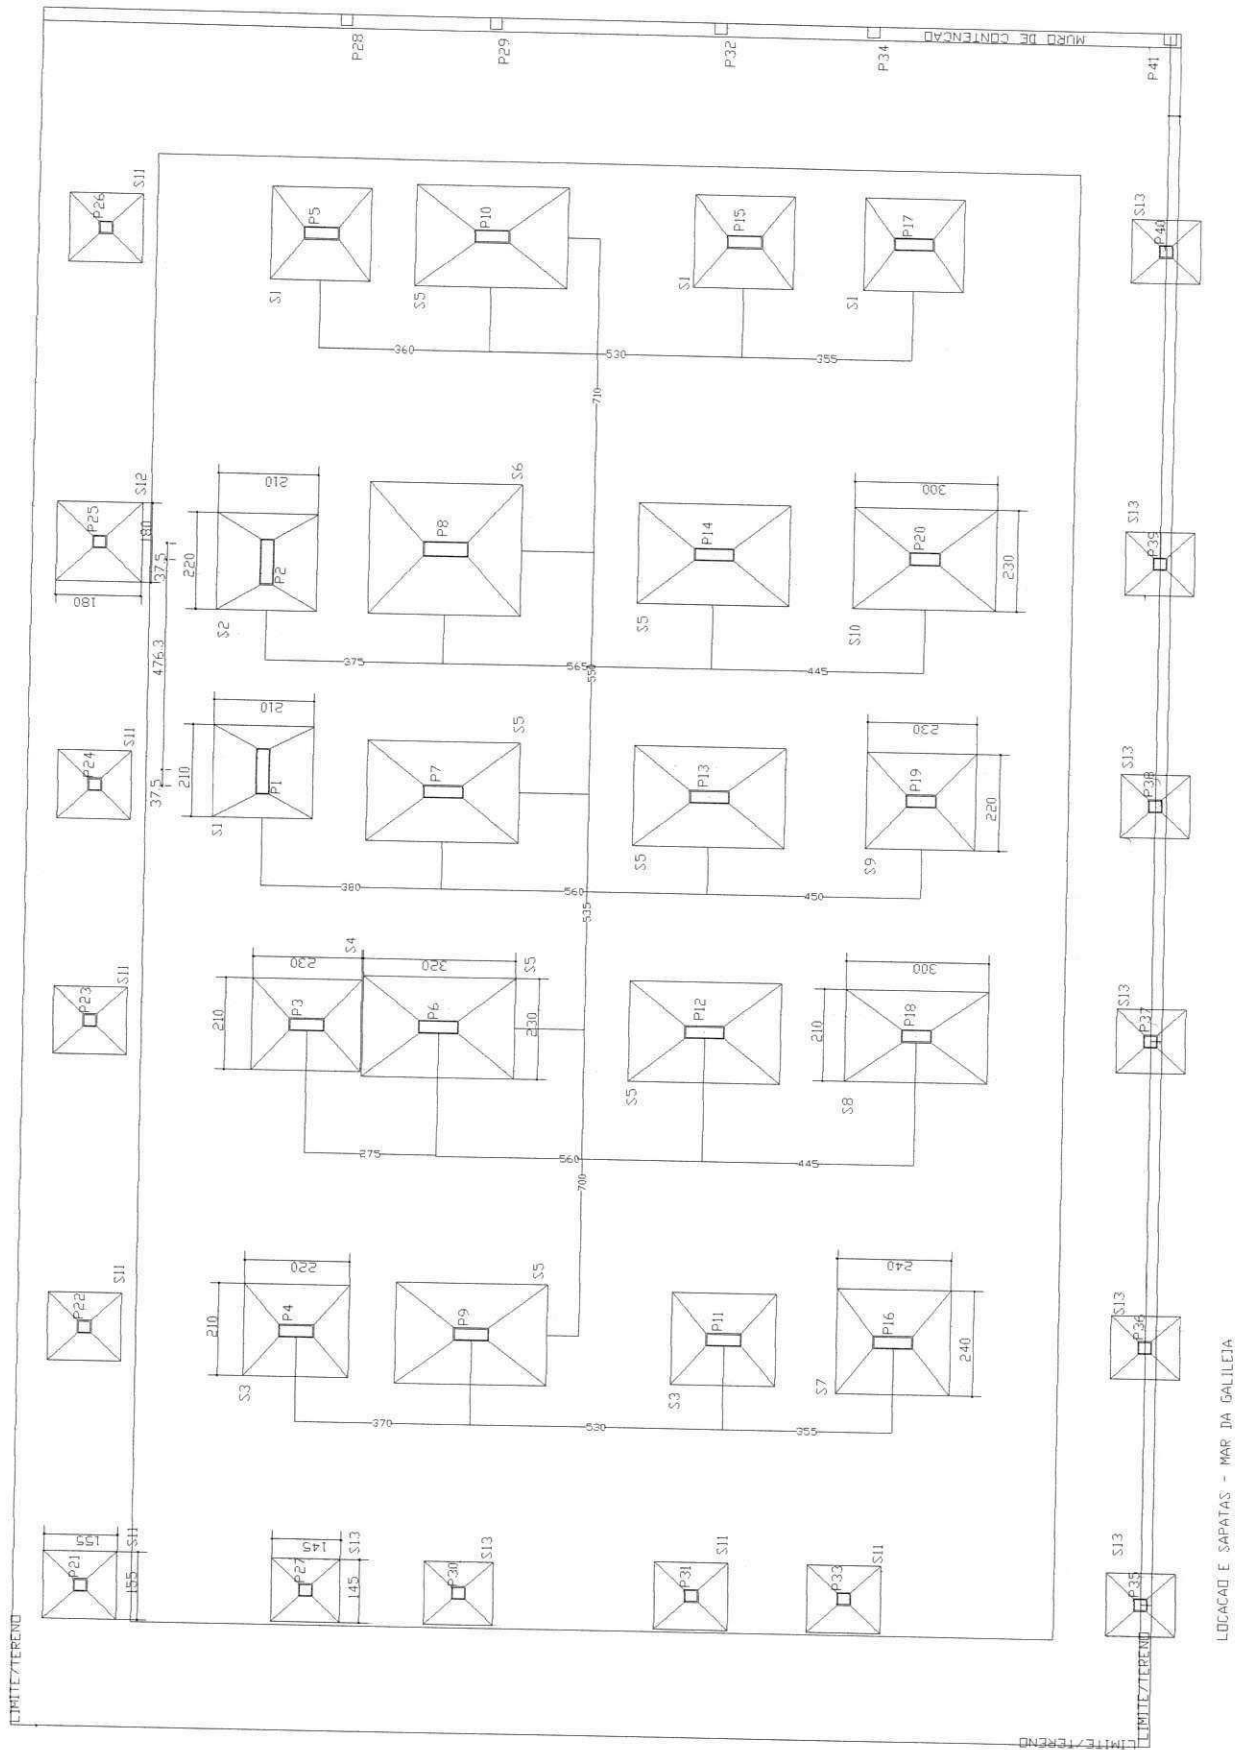 MURO DE CONTENCAO
P28
P29
P32
P34
P41
S11
P26
S1
P5
S5
P10
S1
P15
S1
P17
S13
P40
360
530
355
710
S12
P25
180
180
37.5
476.3
37.5
S2
P2
220
210
S6
P8
S5
P14
S10
P20
300
230
S13
P39
375
565
550
445
S11
P24
S1
P1
210
210
S5
P7
S5
P13
S9
P19
230
220
S13
P38
380
560
535
450
S11
P23
S4
P3
210
230
S5
P6
320
230
S5
P12
S8
P18
210
300
S13
P37
275
560
445
700
S11
P22
S3
P4
210
220
S5
P9
S3
P11
S7
P16
240
240
S13
P36
370
530
355
S11
P21
155
155
S13
P27
145
145
S13
P30
S11
P31
S11
P33
S13
P35
LIMITE/TERENO
LIMITE/TERENO
LIMITE/TERENO
LOCACAO E SAPATAS - MAR DA GALILEIA